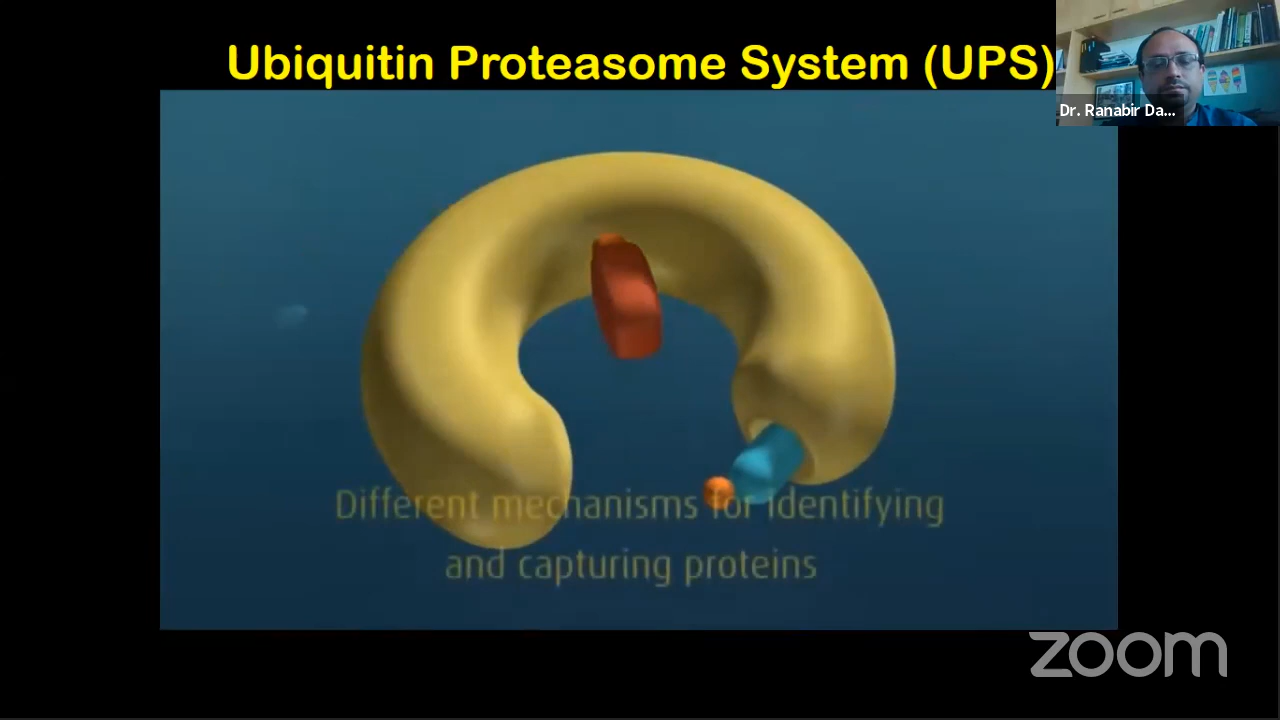 Ubiquitin Proteasome System (UPS)
Dr. Ranabir Da...
Different mechanisms for identifying
and capturing proteins
zoom